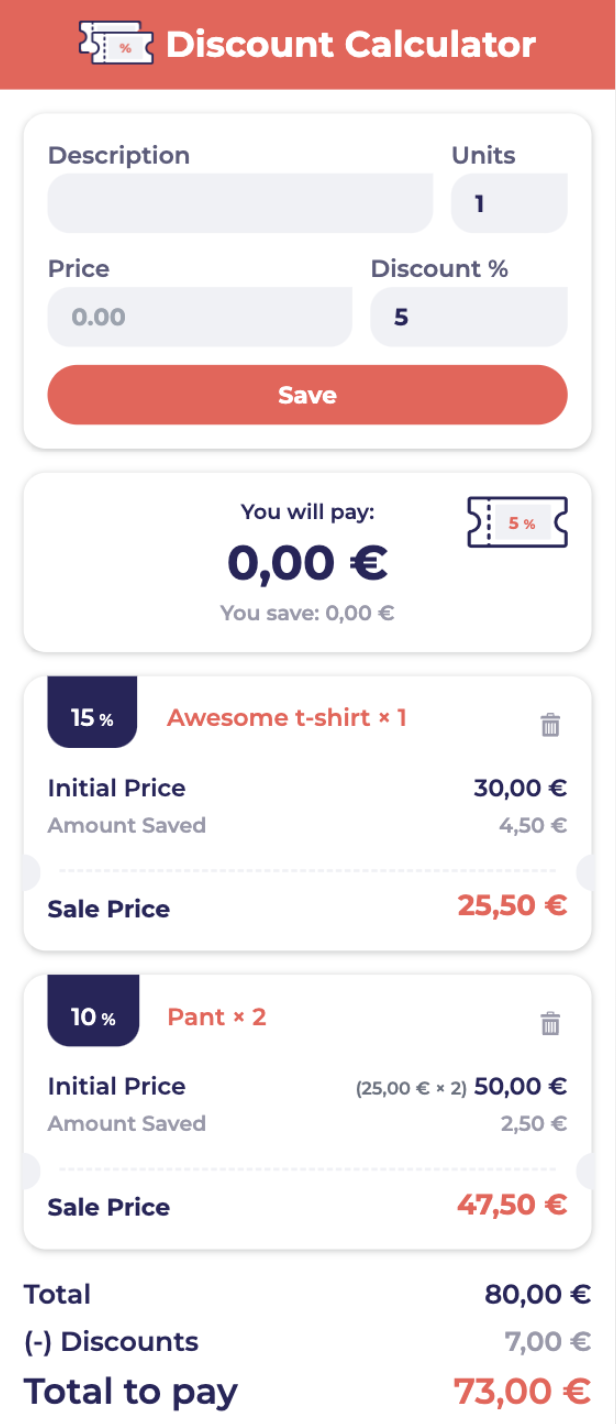 % Discount Calculator
Description Units
1
Price Discount %
0.00 5
Save
You will pay:
5 %
0,00 €
You save: 0,00 €
15 % Awesome t-shirt × 1
Initial Price 30,00 €
Amount Saved 4,50 €
Sale Price 25,50 €
10 % Pant × 2
Initial Price (25,00 € × 2) 50,00 €
Amount Saved 2,50 €
Sale Price 47,50 €
Total 80,00 €
(-) Discounts 7,00 €
Total to pay 73,00 €